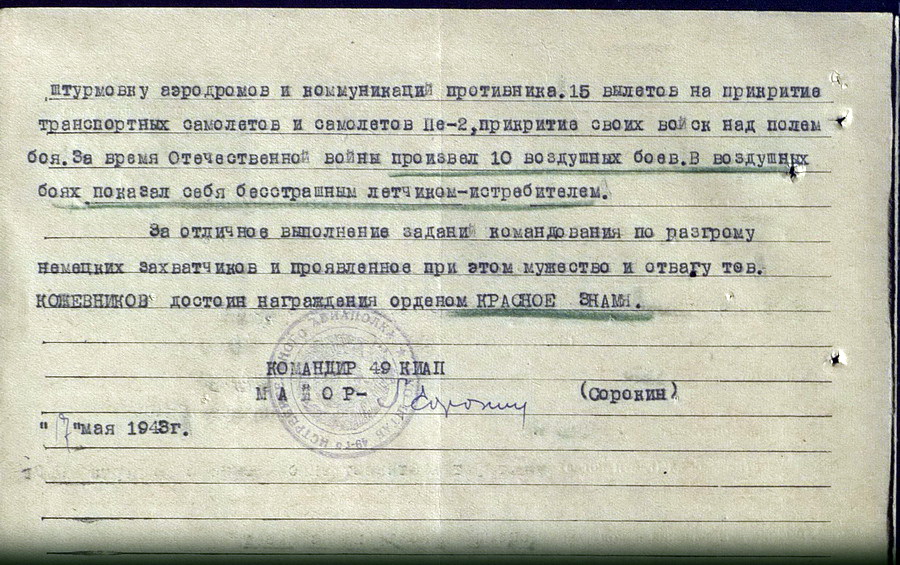 штурмовку аэродромов и коммуникаций противника.15 вылетов на прикритие
транспортных самолетов и самолетов Пе-2,прикритие своих войск над полем
боя.За время Отечественной войны произвел 10 воздушных боев.В воздушных
боях показал себя бесстрашным летчиком-истребителем.
За отличное выполнение заданий командования по разгрому
немецких захватчиков и проявленное при этом мужество и отвагу тов.
КОЖЕВНИКОВ достоин награждения орденом КРАСНОЕ ЗНАМЯ.
КОМАНДИР 49 КИАП
МАЙОР- Сорокин (Сорокин)
"17"мая 1943г.